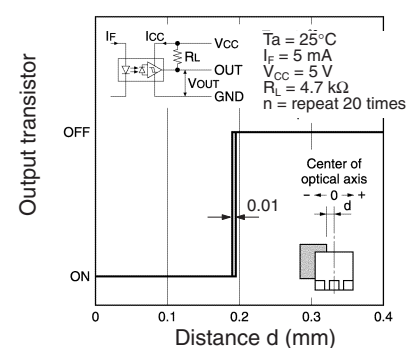 IF ICC VCC
RL
OUT
VOUT
GND
Ta = 25°C
IF = 5 mA
VCC = 5 V
RL = 4.7 kΩ
n = repeat 20 times
Output transistor
OFF
ON
Center of
optical axis
- 0 +
d
0.01
0 0.1 0.2 0.3 0.4
Distance d (mm)